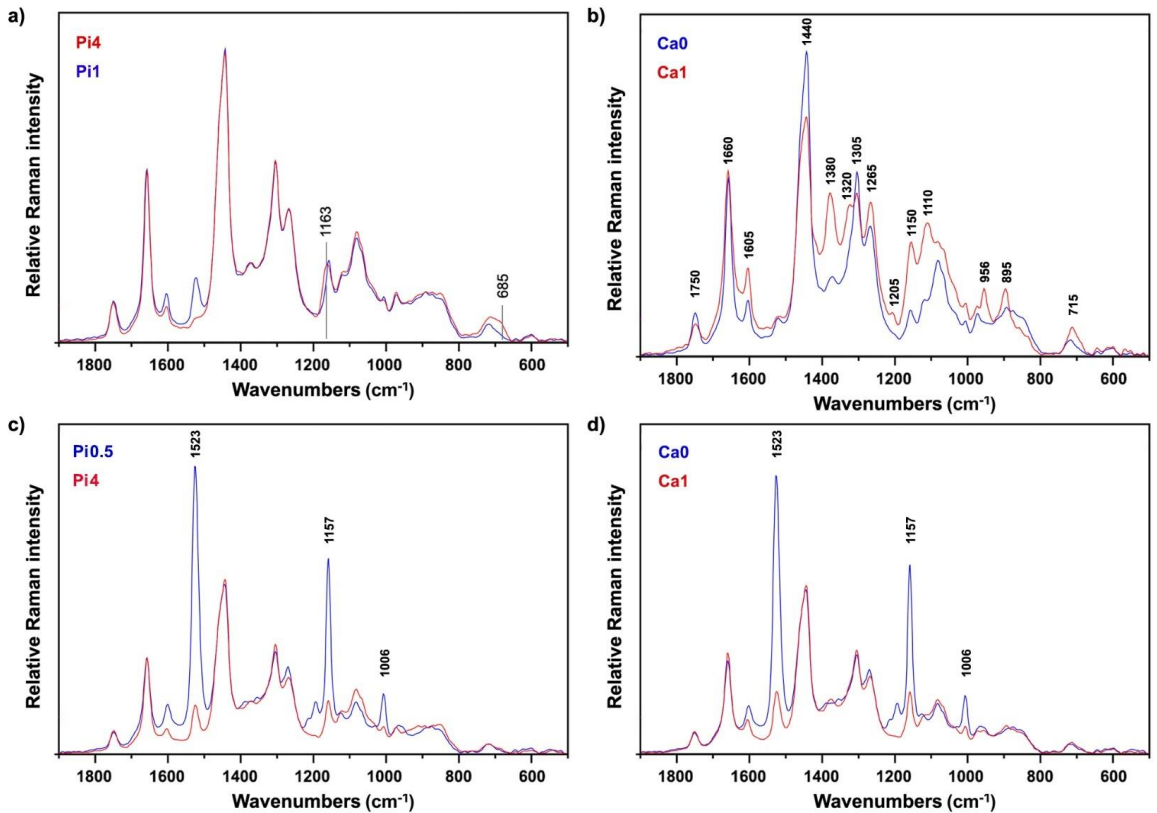 a)
Pi4
Pi1
1163
685
Relative Raman intensity
1800 1600 1400 1200 1000 800 600
Wavenumbers (cm⁻¹)
b)
Ca0
Ca1
1750
1660
1605
1440
1380
1320
1305
1265
1205
1150
1110
956
895
715
Relative Raman intensity
1800 1600 1400 1200 1000 800 600
Wavenumbers (cm⁻¹)
c)
Pi0.5
Pi4
1523
1157
1006
Relative Raman intensity
1800 1600 1400 1200 1000 800 600
Wavenumbers (cm⁻¹)
d)
Ca0
Ca1
1523
1157
1006
Relative Raman intensity
1800 1600 1400 1200 1000 800 600
Wavenumbers (cm⁻¹)